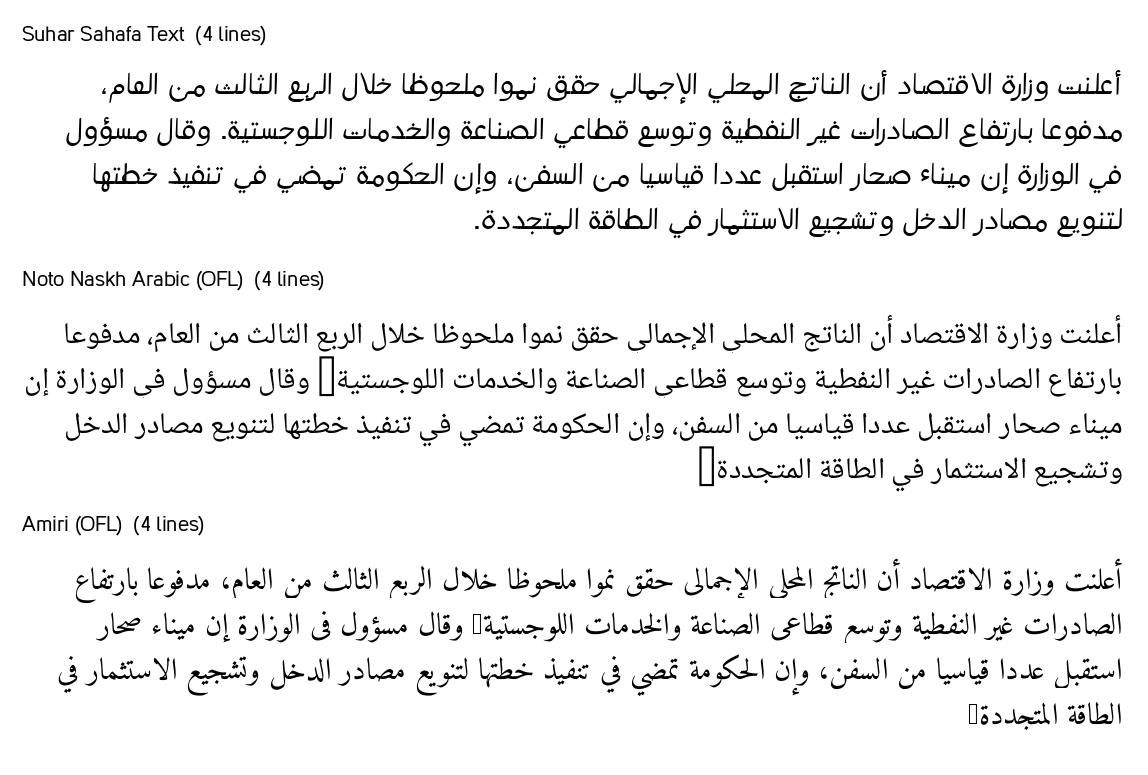 Suhar Sahafa Text (4 lines)
أعلنت وزارة الاقتصاد أن الناتج المحلي الإجمالي حقق نموا ملحوظا خلال الربع الثالث من العام،
مدفوعا بارتفاع الصادرات غير النفطية وتوسع قطاعي الصناعة والخدمات اللوجستية. وقال مسؤول
في الوزارة إن ميناء صحار استقبل عددا قياسيا من السفن، وإن الحكومة تمضي في تنفيذ خطتها
لتنويع مصادر الدخل وتشجيع الاستثمار في الطاقة المتجددة.
Noto Naskh Arabic (OFL) (4 lines)
أعلنت وزارة الاقتصاد أن الناتج المحلى الإجمالى حقق نموا ملحوظا خلال الربع الثالث من العام، مدفوعا
بارتفاع الصادرات غير النفطية وتوسع قطاعى الصناعة والخدمات اللوجستية▯ وقال مسؤول فى الوزارة إن
ميناء صحار استقبل عددا قياسيا من السفن، وإن الحكومة تمضي في تنفيذ خطتها لتنويع مصادر الدخل
وتشجيع الاستثمار في الطاقة المتجددة▯
Amiri (OFL) (4 lines)
أعلنت وزارة الاقتصاد أن الناتج المحلى الإجمالى حقق نموا ملحوظا خلال الربع الثالث من العام، مدفوعا بارتفاع
الصادرات غير النفطية وتوسع قطاعى الصناعة والخدمات اللوجستية▯ وقال مسؤول فى الوزارة إن ميناء صحار
استقبل عددا قياسيا من السفن، وإن الحكومة تمضي في تنفيذ خطتها لتنويع مصادر الدخل وتشجيع الاستثمار في
الطاقة المتجددة▯